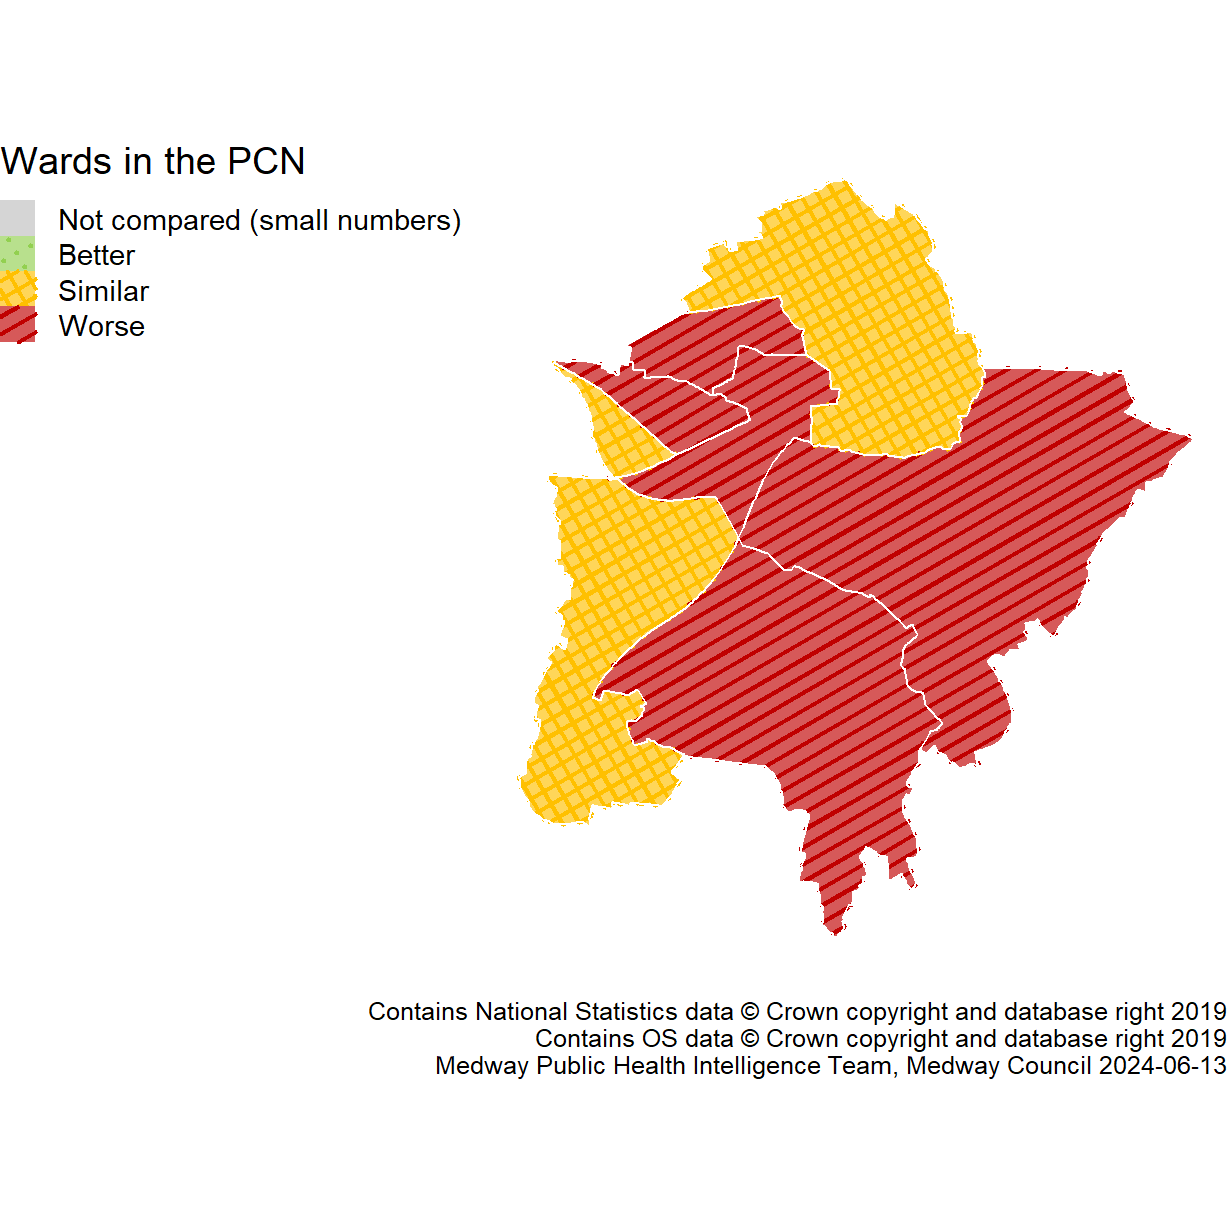 Wards in the PCN
Not compared (small numbers)
Better
Similar
Worse
Contains National Statistics data © Crown copyright and database right 2019
Contains OS data © Crown copyright and database right 2019
Medway Public Health Intelligence Team, Medway Council 2024-06-13